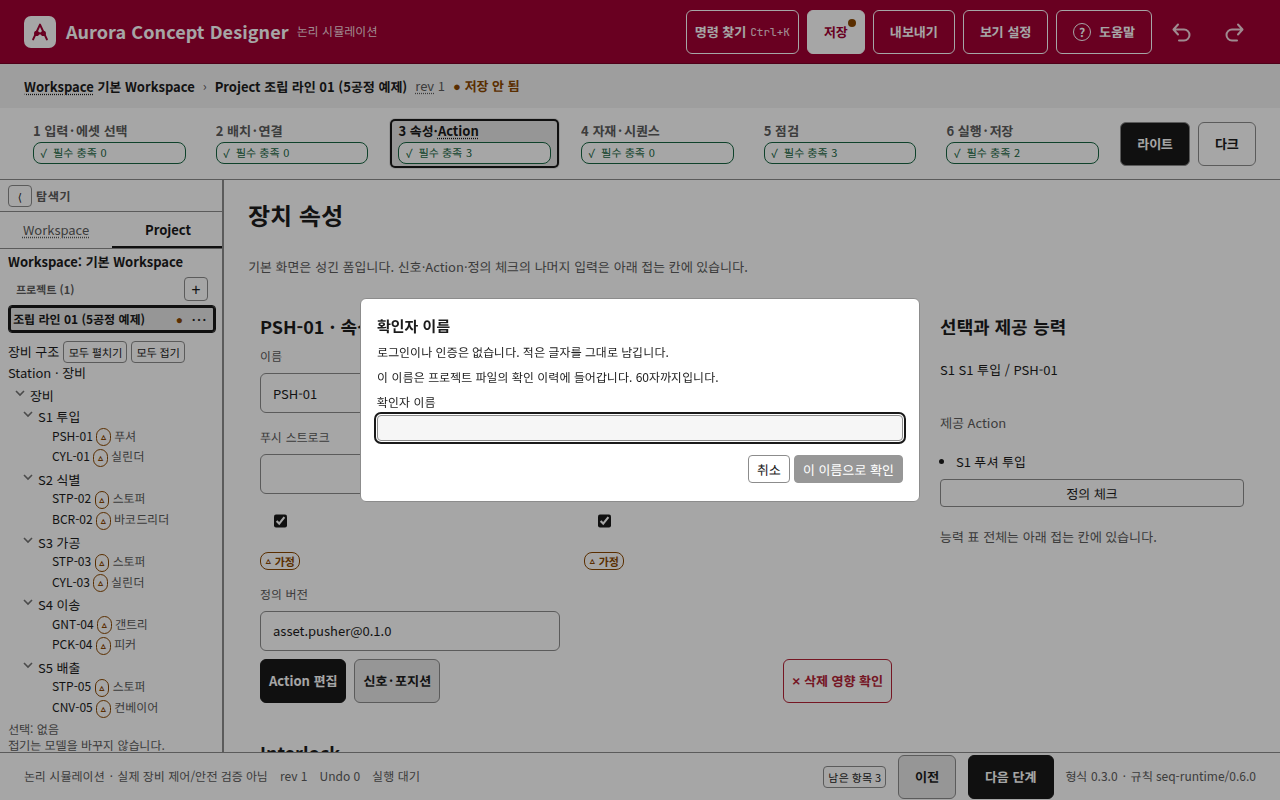 Aurora Concept Designer 논리 시뮬레이션
명령 찾기 Ctrl+K
저장
내보내기
보기 설정
? 도움말
Workspace 기본 Workspace › Project 조립 라인 01 (5공정 예제) rev 1 ● 저장 안 됨
1 입력·에셋 선택
✓ 필수 충족 0
2 배치·연결
✓ 필수 충족 0
3 속성·Action
✓ 필수 충족 3
4 자재·시퀀스
✓ 필수 충족 0
5 점검
✓ 필수 충족 3
6 실행·저장
✓ 필수 충족 2
라이트
다크
⟨ 탐색기
Workspace
Project
Workspace: 기본 Workspace
프로젝트 (1)
+
조립 라인 01 (5공정 예제) ● ···
장비 구조 모두 펼치기 모두 접기
Station · 장비
장비
S1 투입
PSH-01 △ 푸셔
CYL-01 △ 실린더
S2 식별
STP-02 △ 스토퍼
BCR-02 △ 바코드리더
S3 가공
STP-03 △ 스토퍼
CYL-03 △ 실린더
S4 이송
GNT-04 △ 갠트리
PCK-04 △ 피커
S5 배출
STP-05 △ 스토퍼
CNV-05 △ 컨베이어
선택: 없음
접기는 모델을 바꾸지 않습니다.
장치 속성
기본 화면은 성긴 폼입니다. 신호·Action·정의 체크의 나머지 입력은 아래 접는 칸에 있습니다.
PSH-01 · 속
이름
PSH-01
푸시 스트로크
△ 가정
△ 가정
정의 버전
asset.pusher@0.1.0
Action 편집
신호·포지션
× 삭제 영향 확인
Interlock
확인자 이름
로그인이나 인증은 없습니다. 적은 글자를 그대로 남깁니다.
이 이름은 프로젝트 파일의 확인 이력에 들어갑니다. 60자까지입니다.
확인자 이름
취소
이 이름으로 확인
선택과 제공 능력
S1 S1 투입 / PSH-01
제공 Action
• S1 푸셔 투입
정의 체크
능력 표 전체는 아래 접는 칸에 있습니다.
논리 시뮬레이션 · 실제 장비 제어/안전 검증 아님 rev 1 Undo 0 실행 대기
남은 항목 3
이전
다음 단계
형식 0.3.0 · 규칙 seq-runtime/0.6.0